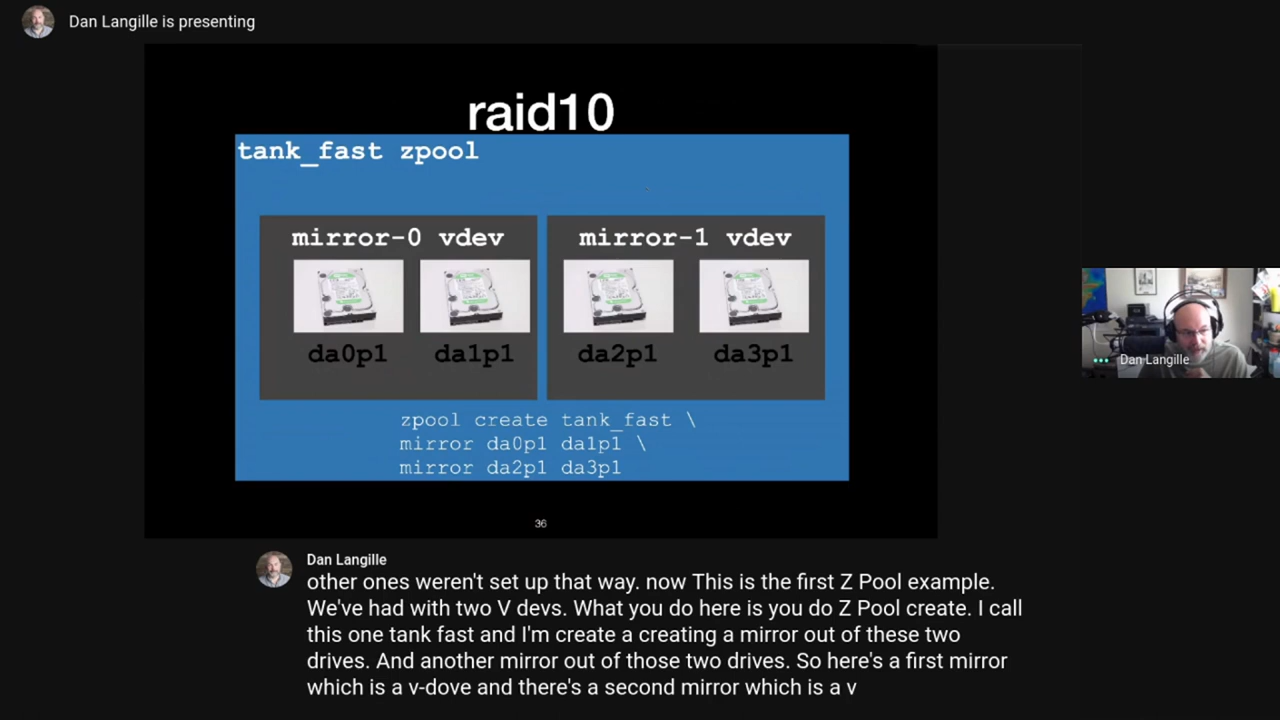 Dan Langille is presenting
raid10
tank_fast zpool
mirror-0 vdev
mirror-1 vdev
da0p1
da1p1
da2p1
da3p1
zpool create tank_fast \
mirror da0p1 da1p1 \
mirror da2p1 da3p1
36
Dan Langille
Dan Langille
other ones weren't set up that way. now This is the first Z Pool example.
We've had with two V devs. What you do here is you do Z Pool create. I call
this one tank fast and I'm create a creating a mirror out of these two
drives. And another mirror out of those two drives. So here's a first mirror
which is a v-dove and there's a second mirror which is a v